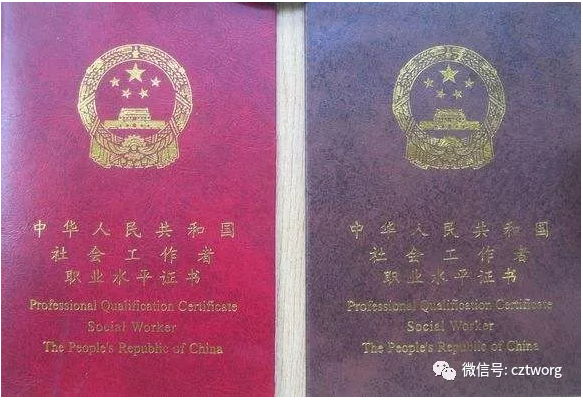 中华人民共和国
社会工作者
职业水平证书
Professional Qualification Certificate
Social Worker
The People's Republic of China
中华人民共和国
社会工作者
职业水平证书
Professional Qualification Certificate
Social Worker
The People's Republic of China
微信号: cztworg